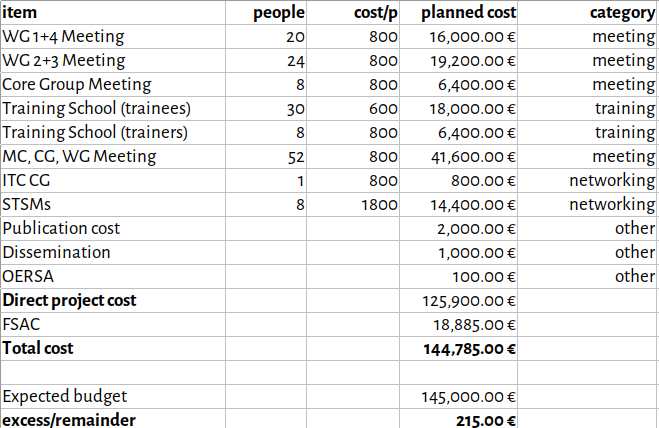 item people cost/p planned cost category
WG 1+4 Meeting 20 800 16,000.00 € meeting
WG 2+3 Meeting 24 800 19,200.00 € meeting
Core Group Meeting 8 800 6,400.00 € meeting
Training School (trainees) 30 600 18,000.00 € training
Training School (trainers) 8 800 6,400.00 € training
MC, CG, WG Meeting 52 800 41,600.00 € meeting
ITC CG 1 800 800.00 € networking
STSMs 8 1800 14,400.00 € networking
Publication cost 2,000.00 € other
Dissemination 1,000.00 € other
OERSA 100.00 € other
Direct project cost 125,900.00 €
FSAC 18,885.00 €
Total cost 144,785.00 €
Expected budget 145,000.00 €
excess/remainder 215.00 €